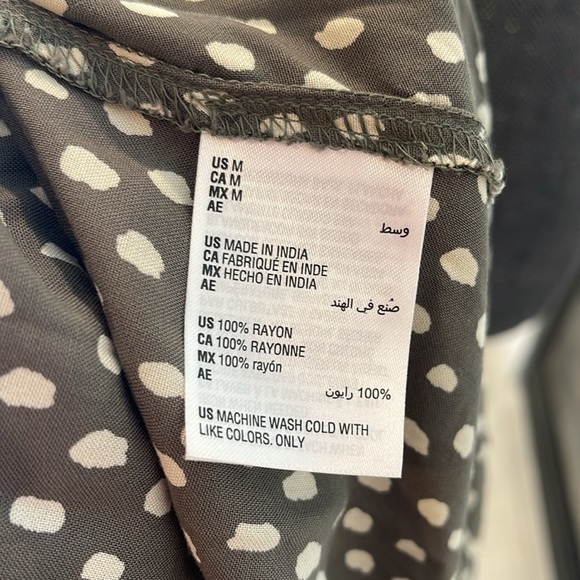 US M
CA M
MX M
AE
وسط
US MADE IN INDIA
CA FABRIQUÉ EN INDE
MX HECHO EN INDIA
AE
صُنع في الهند
US 100% RAYON
CA 100% RAYONNE
MX 100% rayón
AE
100% رايون
US MACHINE WASH COLD WITH
LIKE COLORS. ONLY